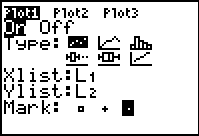 Plot1 Plot2 Plot3
On Off
Type:
Xlist:L₁
Ylist:L₂
Mark: ▫ + ▪